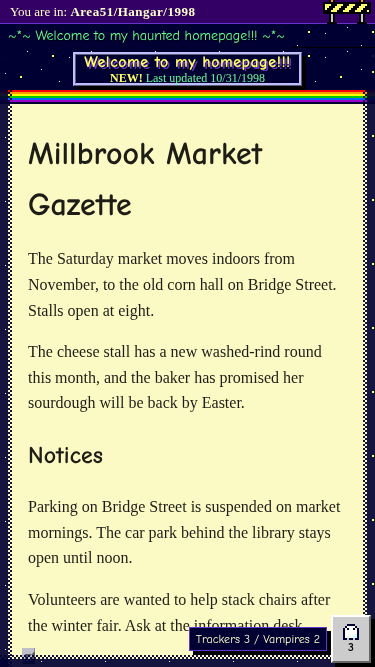 You are in: Area51/Hangar/1998
~*~ Welcome to my haunted homepage!!! ~*~
Welcome to my homepage!!!
NEW! Last updated 10/31/1998
Millbrook Market
Gazette
The Saturday market moves indoors from
November, to the old corn hall on Bridge Street.
Stalls open at eight.
The cheese stall has a new washed-rind round
this month, and the baker has promised her
sourdough will be back by Easter.
Notices
Parking on Bridge Street is suspended on market
mornings. The car park behind the library stays
open until noon.
Volunteers are wanted to help stack chairs after
the winter fair. Ask at the information desk
Trackers 3 / Vampires 2
3